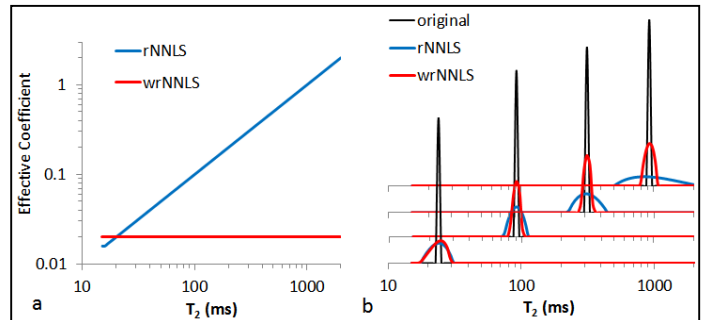 rNNLS
wrNNLS
Effective Coefficient
1
0.1
0.01
10
100
1000
T2 (ms)
a
original
rNNLS
wrNNLS
10
100
1000
T2 (ms)
b